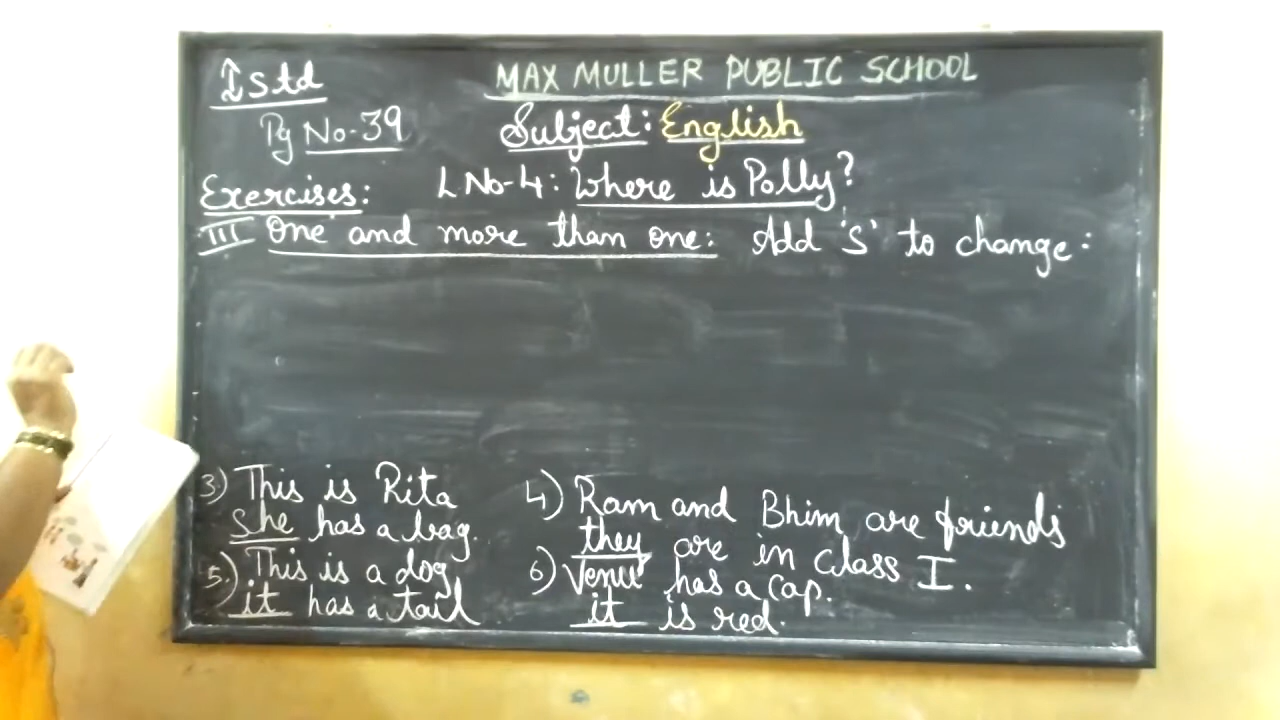 I Std
MAX MULLER PUBLIC SCHOOL
Pg No-39
Subject: English
Exercises:
L No-4: Where is Polly?
III One and more than one: Add 's' to change:
3) This is Rita
She has a bag.
4) Ram and Bhim are friends
they are in Class I.
5.) This is a dog
it has a tail
6) Venu has a cap.
it is red.